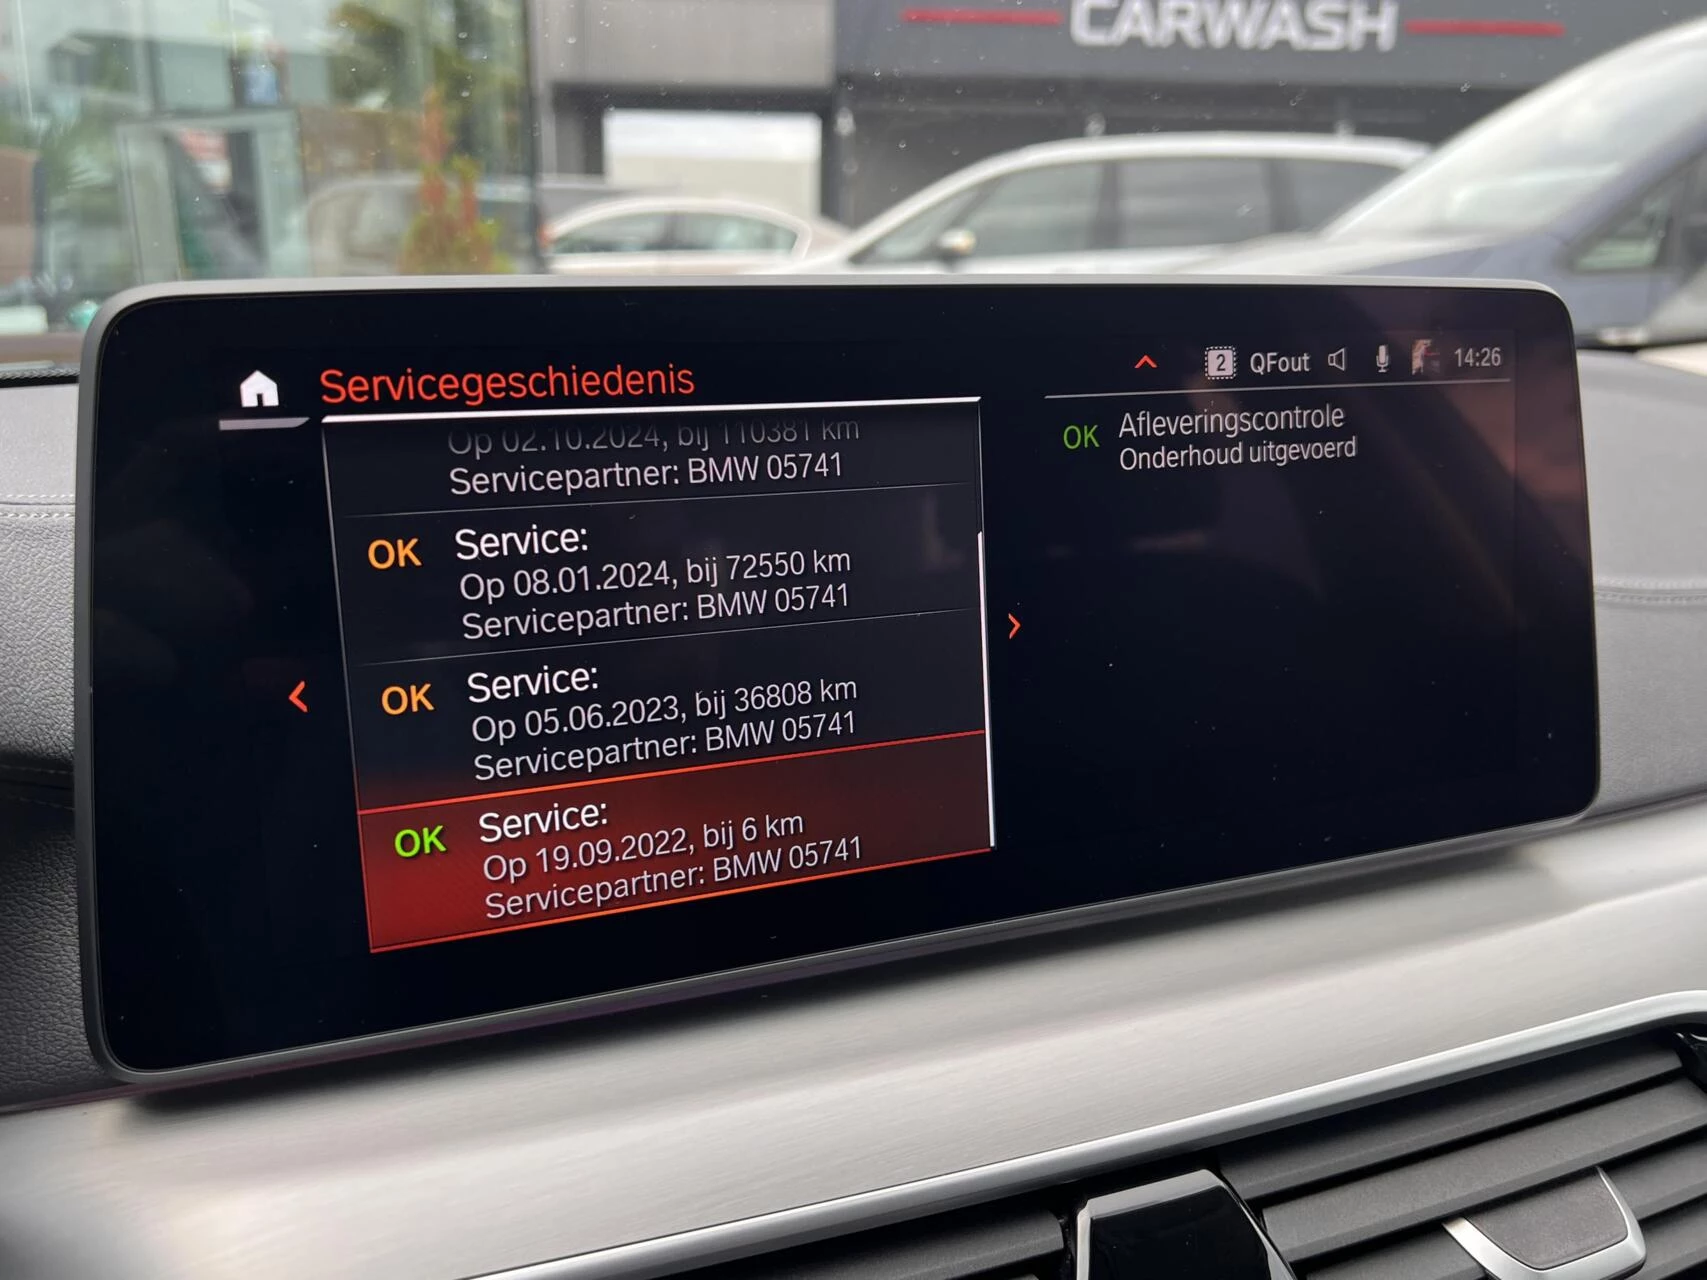 CARWASH
Servicegeschiedenis
2 QFout 14:26
Op 02.10.2024, bij 110381 km
Servicepartner: BMW 05741
OK Service:
Op 08.01.2024, bij 72550 km
Servicepartner: BMW 05741
OK Service:
Op 05.06.2023, bij 36808 km
Servicepartner: BMW 05741
OK Service:
Op 19.09.2022, bij 6 km
Servicepartner: BMW 05741
OK Afleveringscontrole
Onderhoud uitgevoerd